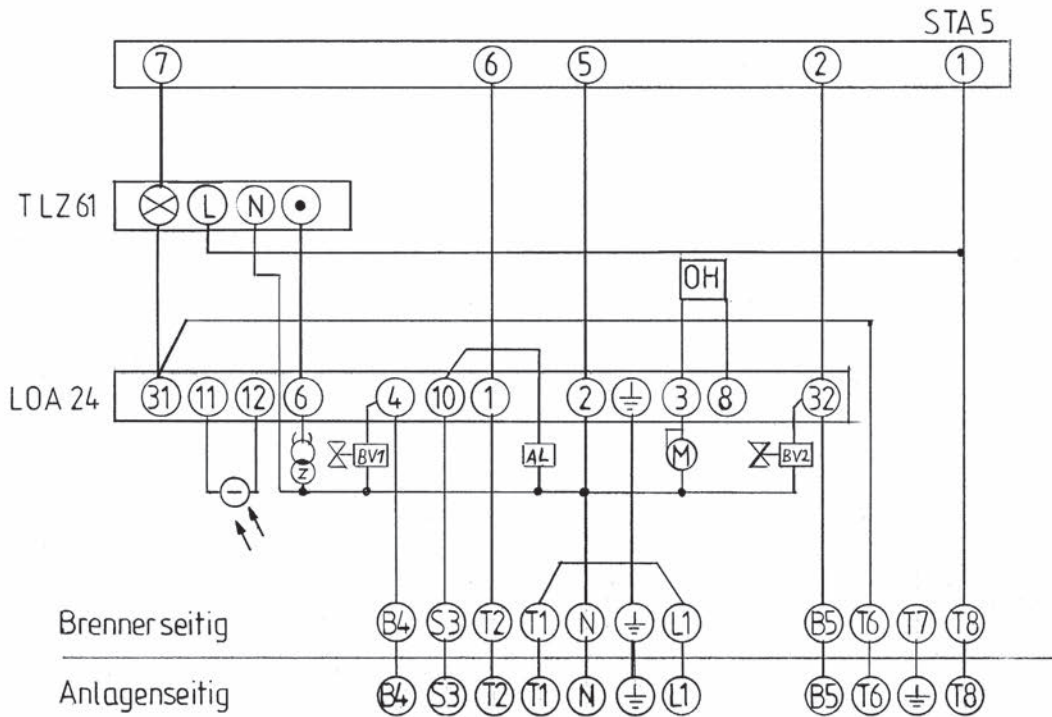 STA 5
7 6 5 2 1
TLZ61 L N
OH
LOA 24 31 11 12 6 4 10 1 2 3 8 32
Z BV1 AL M BV2
Brennerseitig B4 S3 T2 T1 N L1 B5 T6 T7 T8
Anlagenseitig B4 S3 T2 T1 N L1 B5 T6 T8